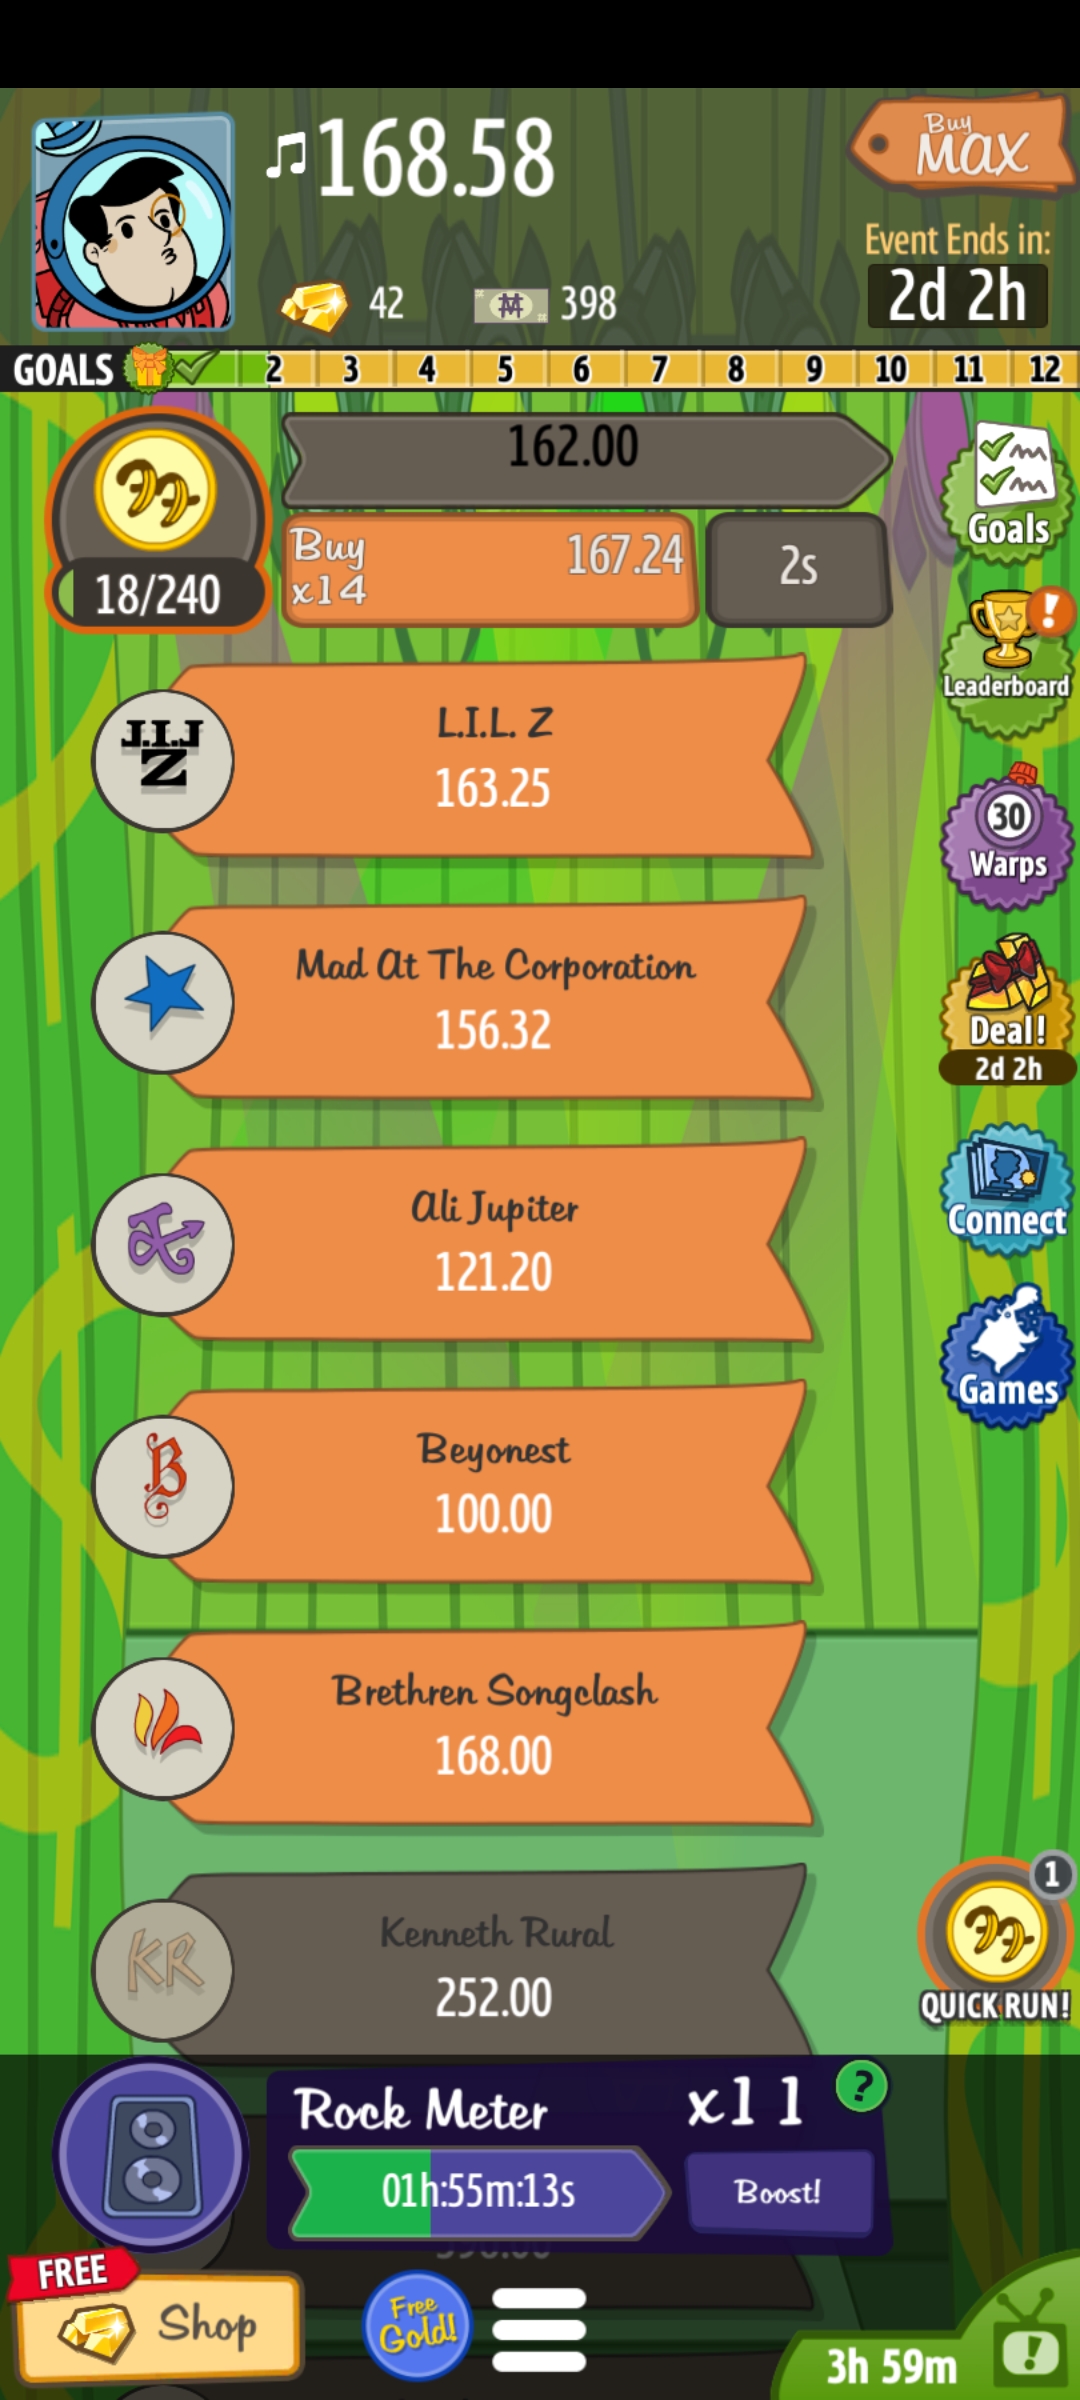 168.58
Buy
MAX
42
398
Event Ends in:
2d 2h
GOALS 2 3 4 5 6 7 8 9 10 11 12
162.00
Buy
x14
167.24
2s
18/240
Goals
L.I.L. Z
163.25
Leaderboard
30
Warps
Mad At The Corporation
156.32
Deal!
2d 2h
Ali Jupiter
121.20
Connect
Beyonest
100.00
Games
Brethren Songclash
168.00
KR
Kenneth Rural
252.00
1
QUICK RUN!
Rock Meter
x11
?
01h:55m:13s
Boost!
FREE
Shop
Free
Gold!
3h 59m